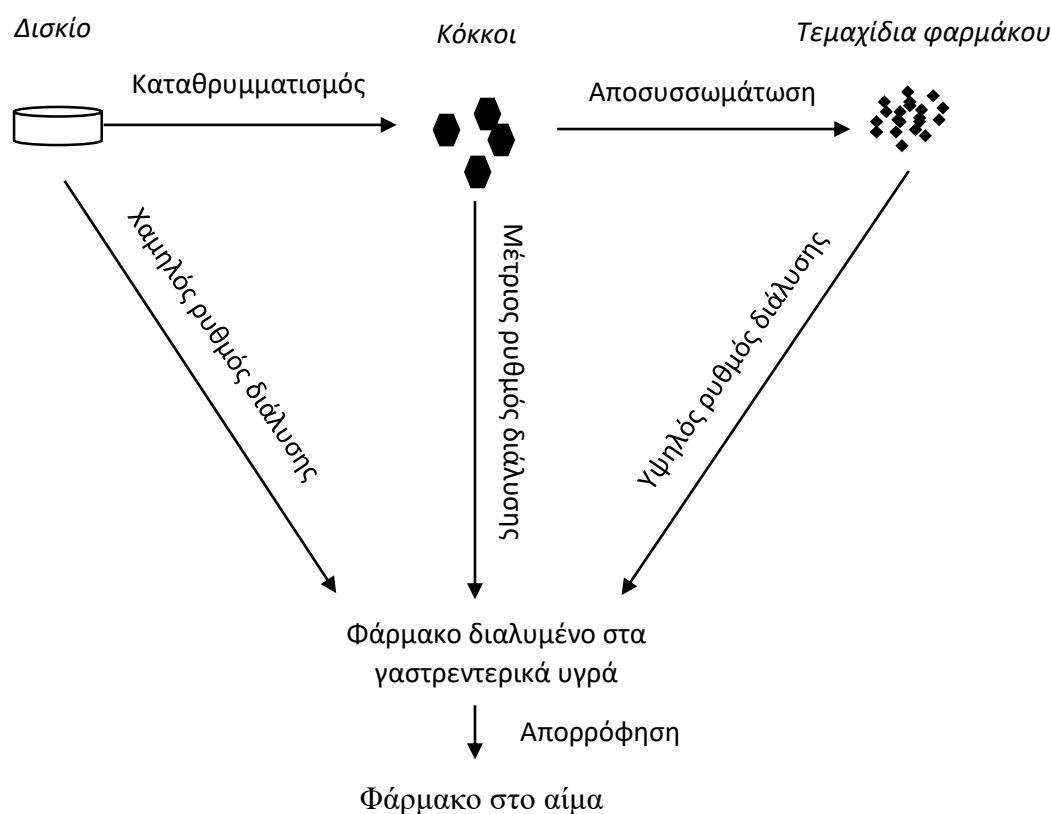 Δισκίο
Κόκκοι
Τεμαχίδια φαρμάκου
Καταθρυμματισμός
Αποσυσσωμάτωση
Χαμηλός ρυθμός διάλυσης
Μέτριος ρυθμός διάλυσης
Υψηλός ρυθμός διάλυσης
Φάρμακο διαλυμένο στα
γαστρεντερικά υγρά
Απορρόφηση
Φάρμακο στο αίμα